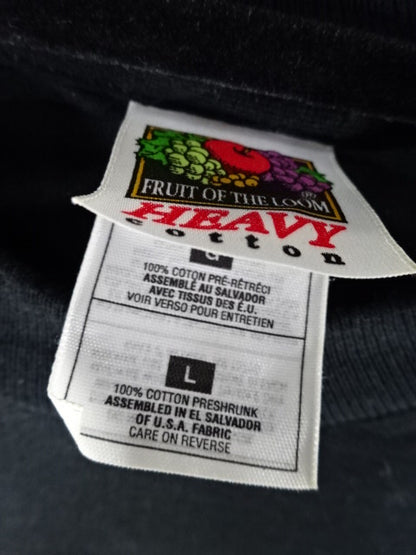 FRUIT OF THE LOOM®
HEAVY
cotton
G
100% COTTON PRÉ-RÉTRÉCI
ASSEMBLÉ AU SALVADOR
AVEC TISSUS DES É.U.
VOIR VERSO POUR ENTRETIEN
L
100% COTTON PRESHRUNK
ASSEMBLED IN EL SALVADOR
OF U.S.A. FABRIC
CARE ON REVERSE